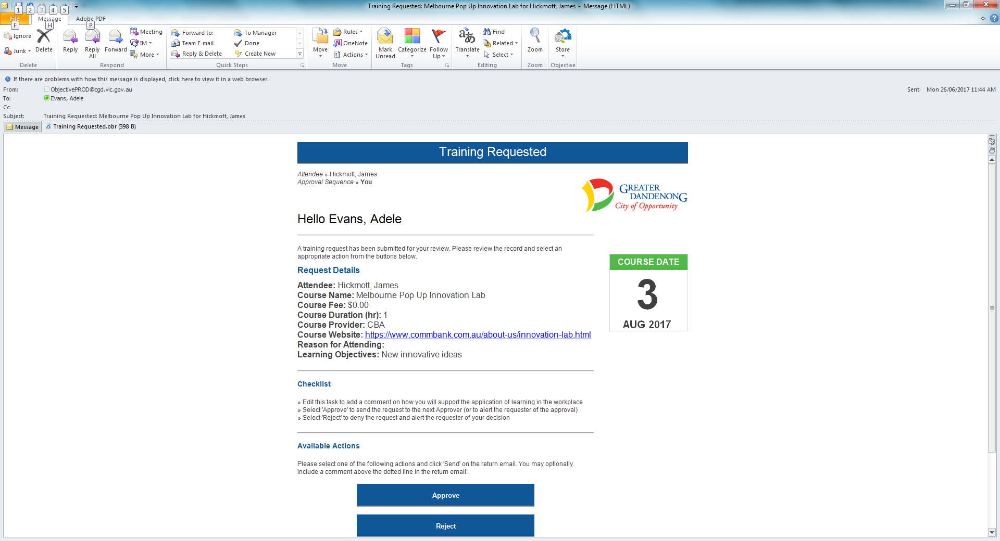 Training Requested: Melbourne Pop Up Innovation Lab for Hickmott, James - Message (HTML)
1 2 3 4 5
File Message Adobe PDF
F H P
Ignore
Junk
Delete
Delete
Reply
Reply All
Forward
Meeting
IM
More
Respond
Forward to:
Team E-mail
Reply & Delete
To Manager
Done
Create New
Quick Steps
Move
Rules
OneNote
Actions
Move
Mark Unread
Categorize
Follow Up
Tags
Translate
Find
Related
Select
Editing
Zoom
Zoom
Store
Objective
If there are problems with how this message is displayed, click here to view it in a web browser.
From: ObjectivePROD@cgd.vic.gov.au
Sent: Mon 26/06/2017 11:44 AM
To: Evans, Adele
Cc:
Subject: Training Requested: Melbourne Pop Up Innovation Lab for Hickmott, James
Message Training Requested.obr (398 B)
Training Requested
Attendee » Hickmott, James
Approval Sequence » You
GREATER
DANDENONG
City of Opportunity
Hello Evans, Adele
A training request has been submitted for your review. Please review the record and select an
appropriate action from the buttons below.
COURSE DATE
3
AUG 2017
Request Details
Attendee: Hickmott, James
Course Name: Melbourne Pop Up Innovation Lab
Course Fee: $0.00
Course Duration (hr): 1
Course Provider: CBA
Course Website: https://www.commbank.com.au/about-us/innovation-lab.html
Reason for Attending:
Learning Objectives: New innovative ideas
Checklist
» Edit this task to add a comment on how you will support the application of learning in the workplace
» Select 'Approve' to send the request to the next Approver (or to alert the requester of the approval)
» Select 'Reject' to deny the request and alert the requester of your decision
Available Actions
Please select one of the following actions and click 'Send' on the return email. You may optionally
include a comment above the dotted line in the return email:
Approve
Reject